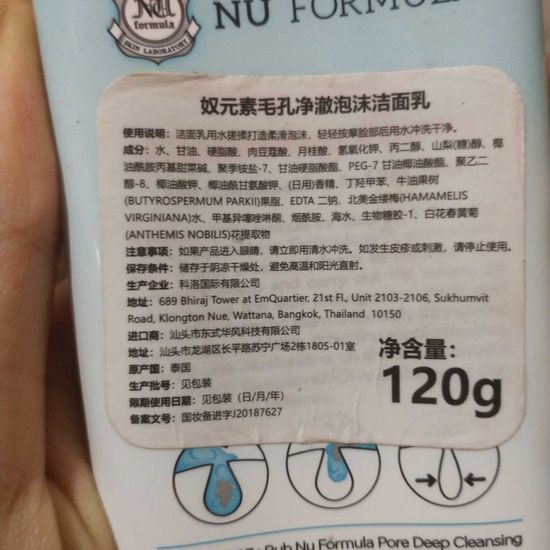 NU FORMULA
NU
formula
SKIN LABORATORY
奴元素毛孔净澈泡沫洁面乳
使用说明：洁面乳用水搓揉打造柔滑泡沫，轻轻按摩脸部后用水冲洗干净。
成分：水、甘油、硬脂酸、肉豆蔻酸、月桂酸、氢氧化钾、丙二醇、山梨(糖)醇、椰
油酰胺丙基甜菜碱、聚季铵盐-7、甘油硬脂酸酯、PEG-7 甘油椰油酸酯、聚乙二
醇-8、椰油酸钾、椰油酰甘氨酸钾、(日用)香精、丁羟甲苯、牛油果树
(BUTYROSPERMUM PARKII)果脂、EDTA 二钠、北美金缕梅(HAMAMELIS
VIRGINIANA)水、甲基异噻唑啉酮、烟酰胺、海水、生物糖胶-1、白花春黄菊
(ANTHEMIS NOBILIS)花提取物
注意事项：如果产品进入眼睛，请立即用清水冲洗。如发生皮疹或刺激，请停止使用。
保存条件：储存于阴凉干燥处，避免高温和阳光直射。
生产企业：科洛国际有限公司
地址：689 Bhiraj Tower at EmQuartier, 21st Fl., Unit 2103-2106, Sukhumvit
Road, Klongton Nue, Wattana, Bangkok, Thailand 10150
进口商：汕头市东式华风科技有限公司
地址：汕头市龙湖区长平路苏宁广场2栋1805-01室
原产国：泰国
生产批号：见包装
限期使用日期：见包装（日/月/年）
备案文号：国妆备进字J20187627
净含量：
120g
Rub Nu Formula Pore Deep Cleansing